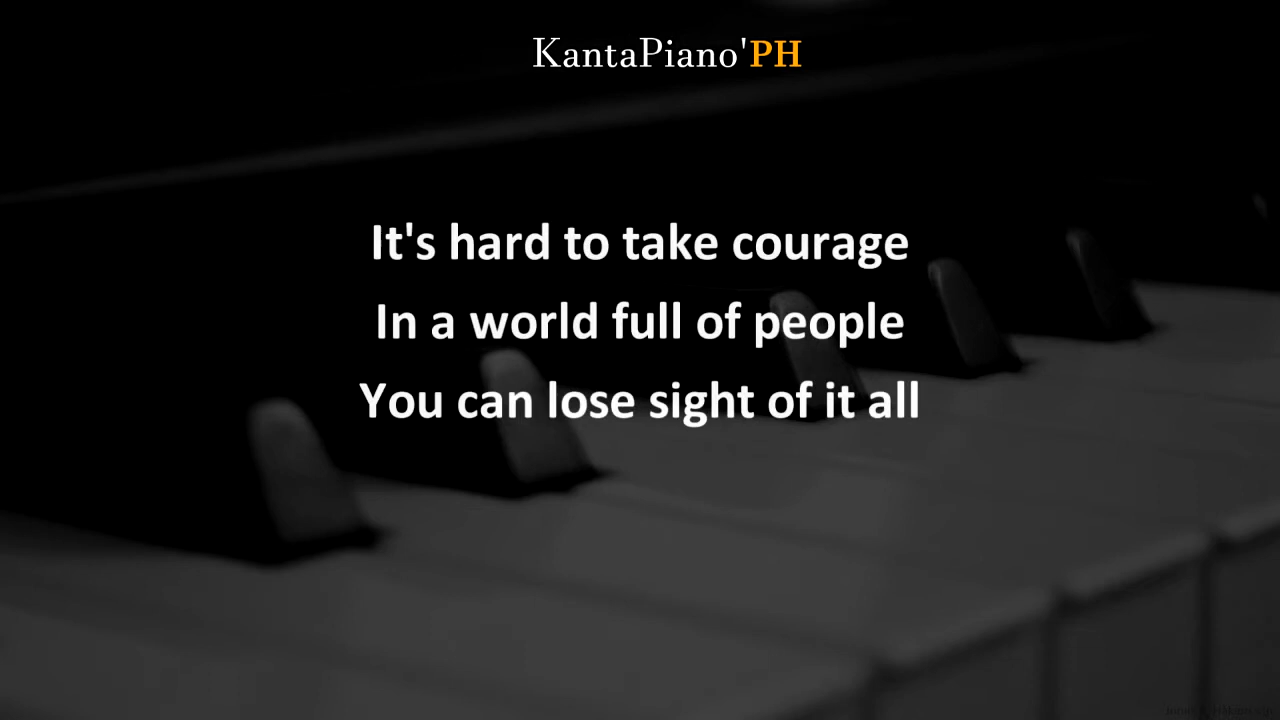 KantaPiano'PH
It's hard to take courage
In a world full of people
You can lose sight of it all